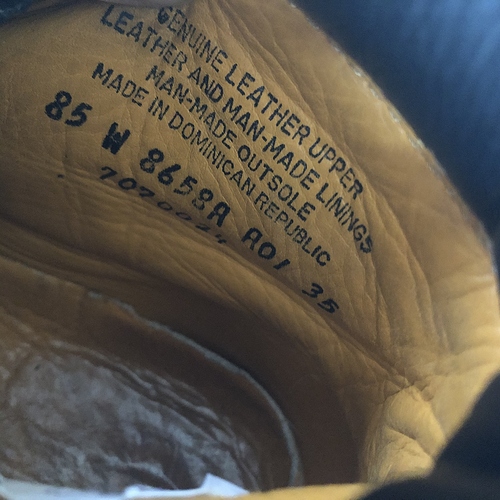 GENUINE LEATHER UPPER
LEATHER AND MAN-MADE LININGS
MAN-MADE OUTSOLE
MADE IN DOMINICAN REPUBLIC
85 W 8658A A01 35